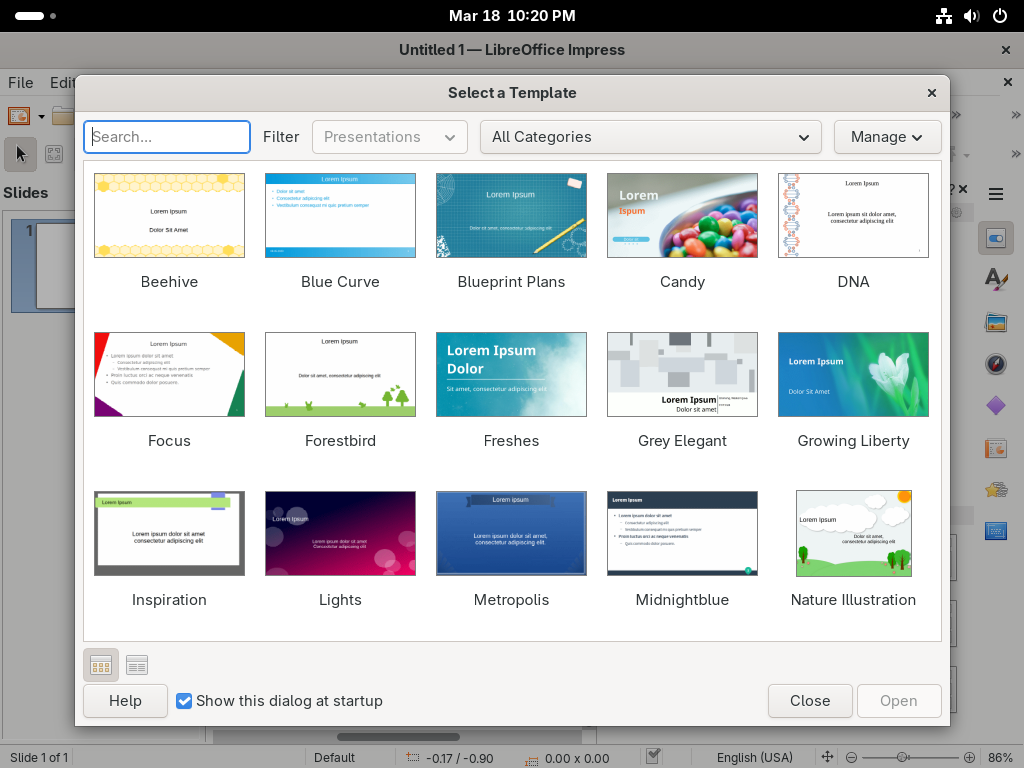 Mar 18 10:20 PM
Untitled 1 — LibreOffice Impress
File Edit
Select a Template
Search...
Filter
Presentations
All Categories
Manage
Slides
1
Lorem Ipsum
Dolor Sit Amet
Beehive
Lorem Ipsum
Dolor sit amet
Consectetur adipiscing elit
Vestibulum consequat mi quis pretium semper
Blue Curve
Lorem Ipsum
Dolor sit amet, consectetur adipiscing elit
Blueprint Plans
Lorem
Ispum
Candy
Lorem Ipsum
Lorem ipsum sit dolor amet,
consectetur adipiscing elit
DNA
Lorem ipsum
Lorem ipsum dolor sit amet
Consectetur adipiscing elit
Vestibulum consequat mi quis pretium semper
Proin luctus orci ac neque venenatis
Quis commodo dolor posuere.
Focus
Lorem Ipsum
Dolor sit amet, consectetur adipiscing elit
Forestbird
Lorem Ipsum
Dolor
Sit amet, consectetur adipiscing elit
Freshes
Lorem Ipsum
Dolor sit amet
Grey Elegant
Lorem Ipsum
Dolor Sit Amet
Growing Liberty
Lorem Ipsum
Lorem ipsum dolor sit amet
consectetur adipiscing elit
Inspiration
Lorem Ipsum
Lorem ipsum dolor sit amet
Consectetur adipiscing elit
Lights
Lorem ipsum
Lorem ipsum dolor sit amet,
consectetur adipiscing elit
Metropolis
Lorem Ipsum
Lorem ipsum dolor sit amet
Consectetur adipiscing elit
Vestibulum consequat mi quis pretium semper
Proin luctus arcu ac neque venenatis
Quis commodo dolor posuere.
Midnightblue
Lorem Ipsum
Dolor sit amet,
consectetur adipiscing elit
Nature Illustration
Help
Show this dialog at startup
Close
Open
Slide 1 of 1
Default
-0.17 / -0.90
0.00 x 0.00
English (USA)
86%